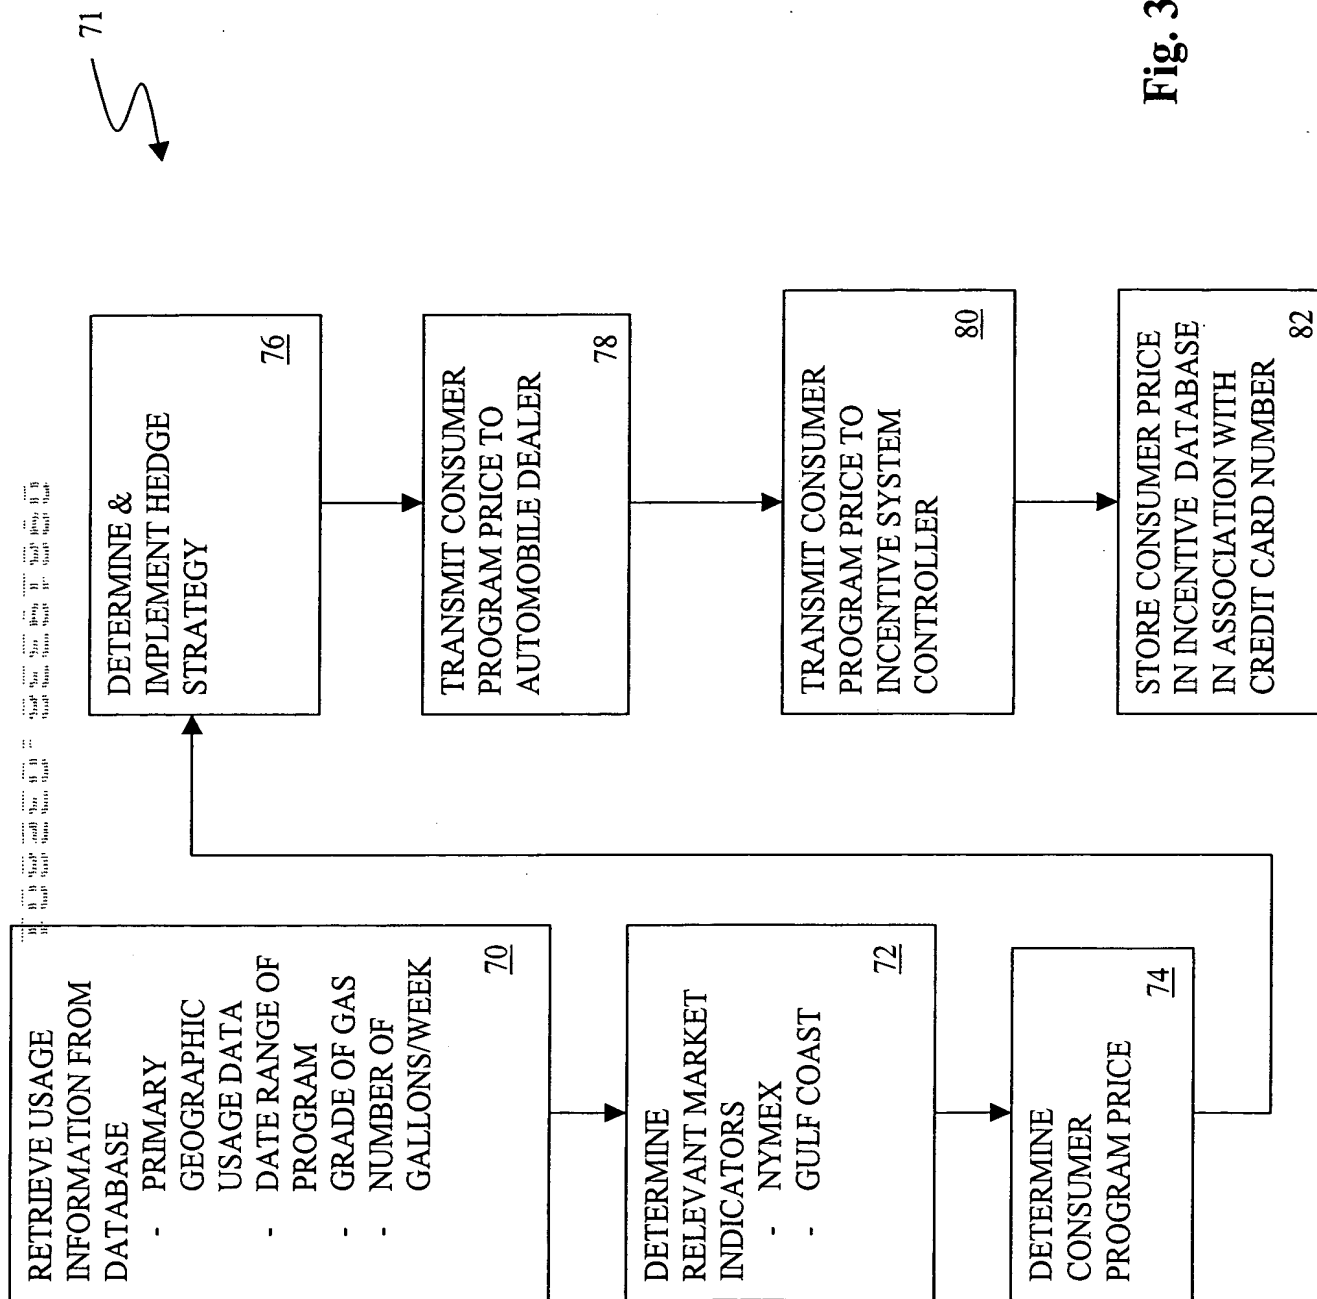 71
RETRIEVE USAGE
INFORMATION FROM
DATABASE
- PRIMARY
GEOGRAPHIC
USAGE DATA
- DATE RANGE OF
PROGRAM
- GRADE OF GAS
- NUMBER OF
GALLONS/WEEK
70
DETERMINE
RELEVANT MARKET
INDICATORS
- NYMEX
- GULF COAST
72
DETERMINE
CONSUMER
PROGRAM PRICE
74
DETERMINE &
IMPLEMENT HEDGE
STRATEGY
76
TRANSMIT CONSUMER
PROGRAM PRICE TO
AUTOMOBILE DEALER
78
TRANSMIT CONSUMER
PROGRAM PRICE TO
INCENTIVE SYSTEM
CONTROLLER
80
STORE CONSUMER PRICE
IN INCENTIVE DATABASE
IN ASSOCIATION WITH
CREDIT CARD NUMBER
82
Fig. 3